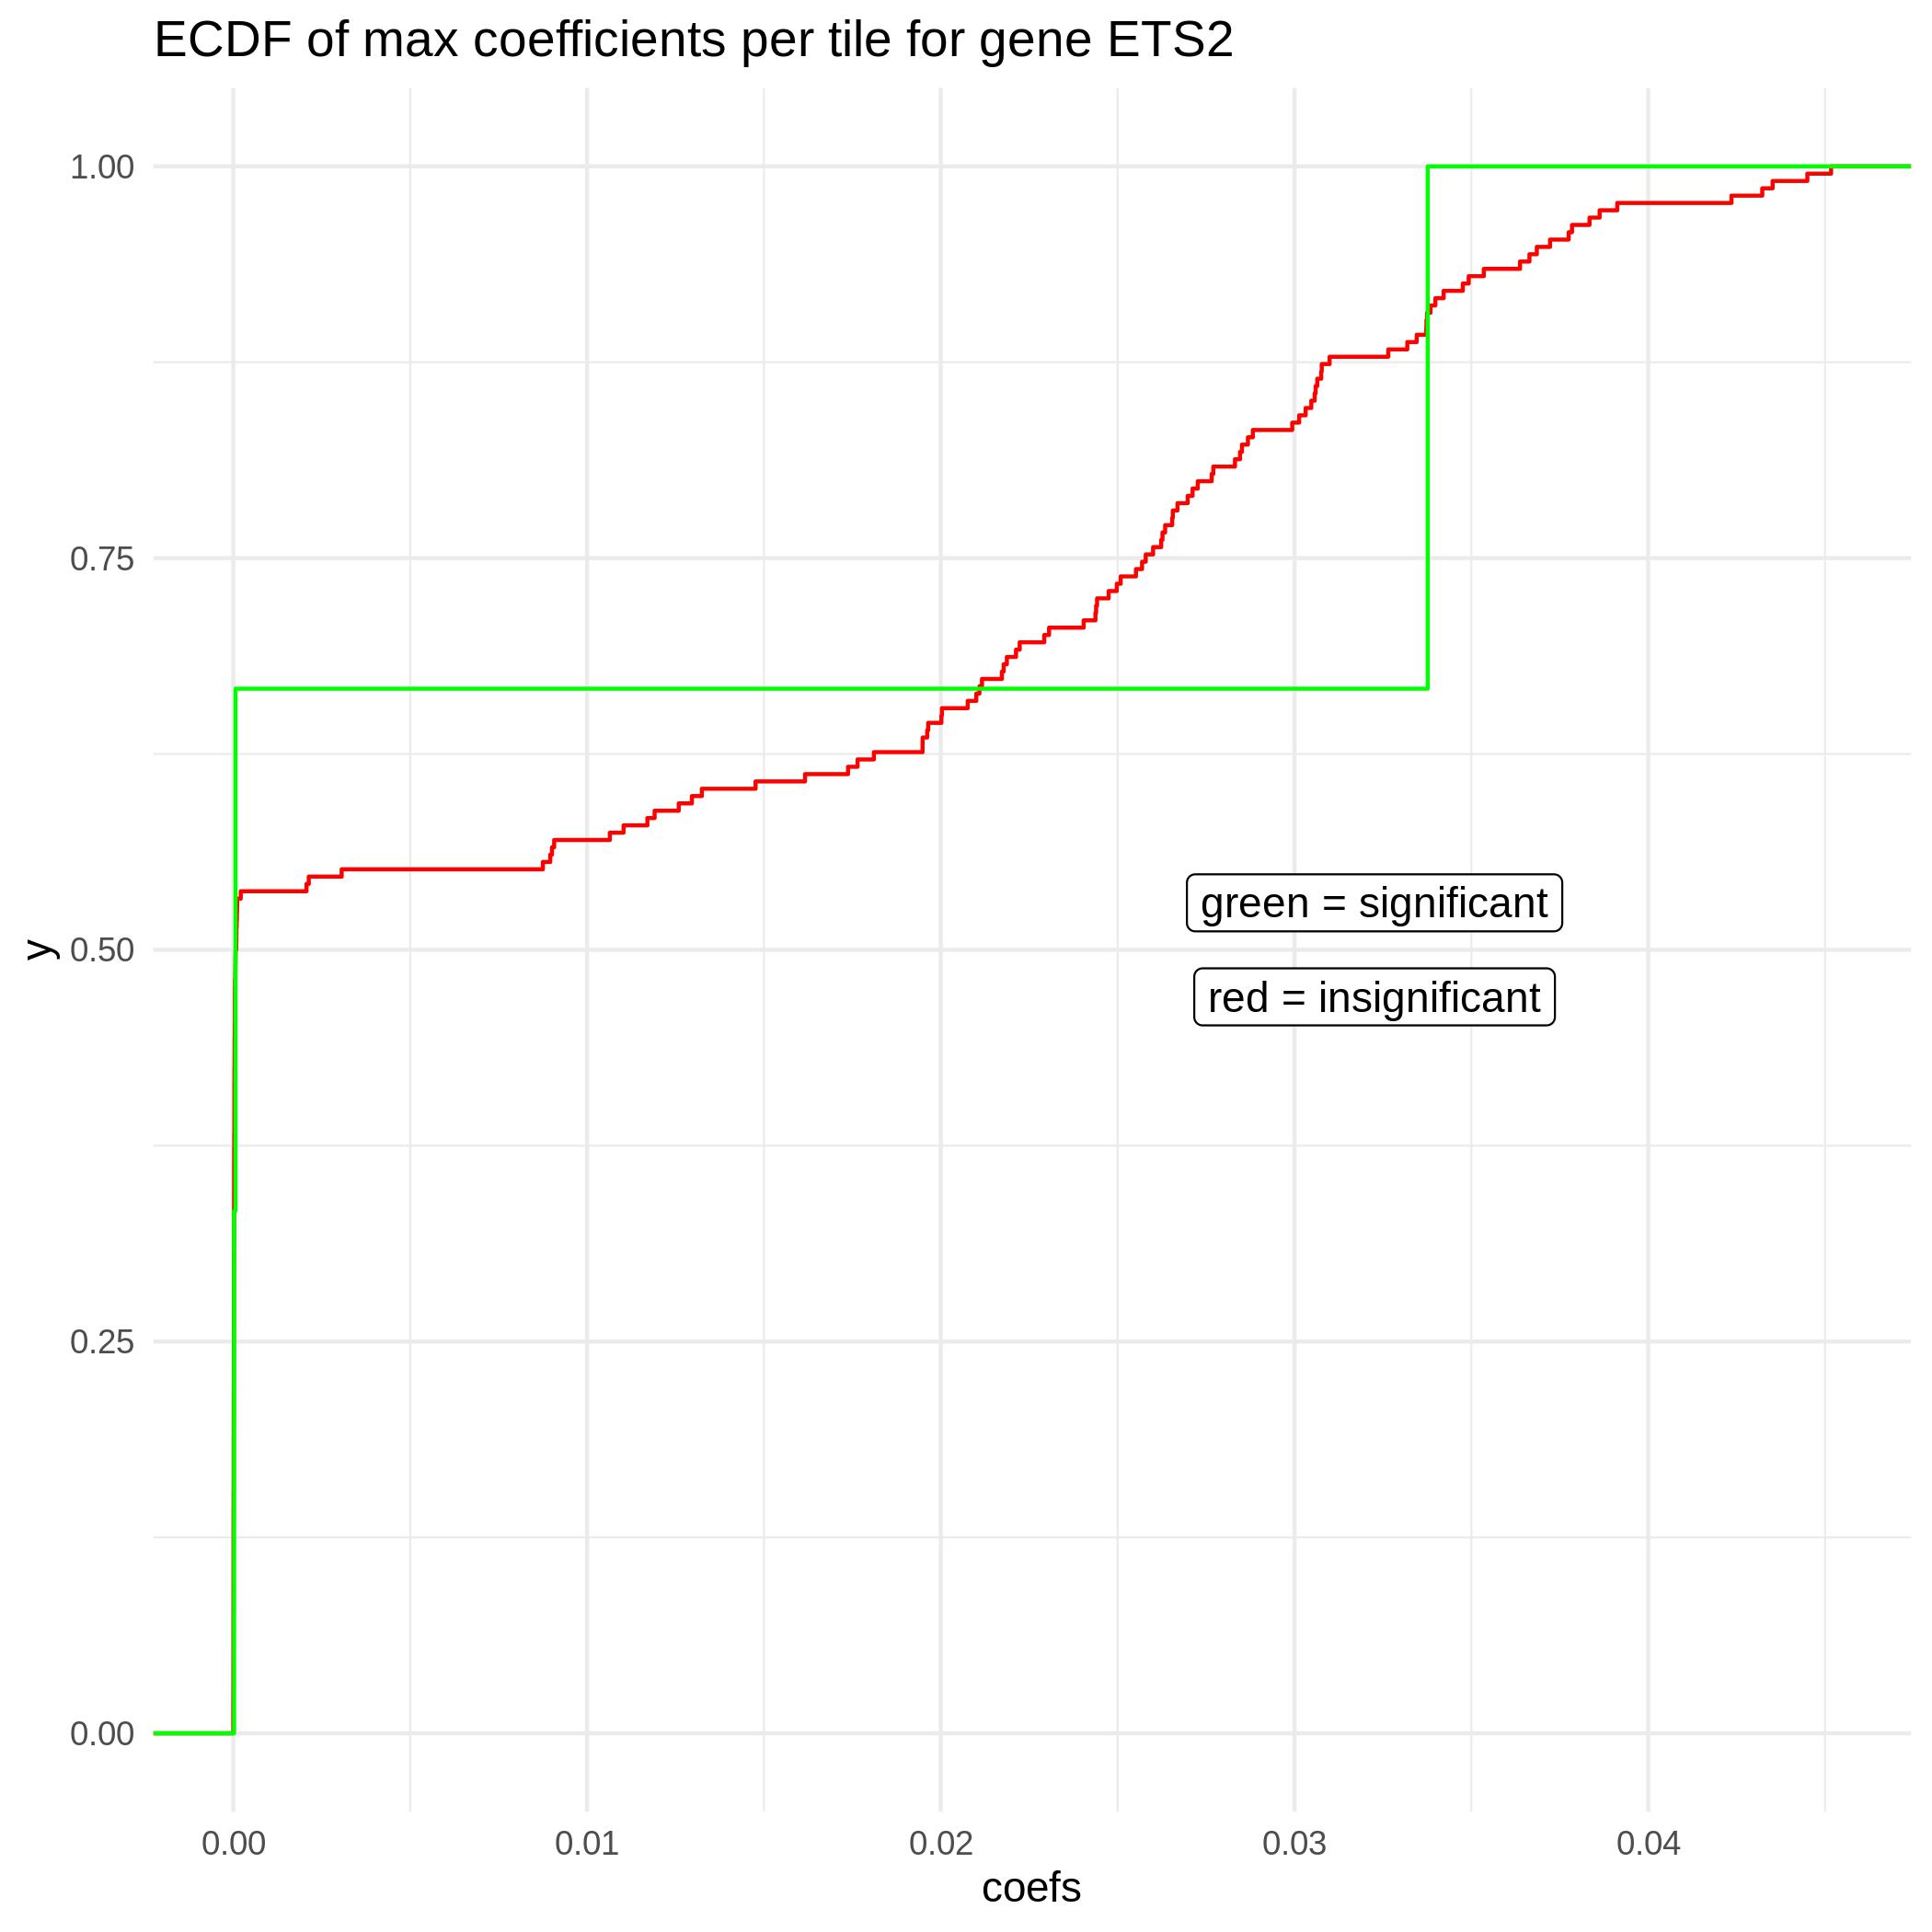 ECDF of max coefficients per tile for gene ETS2
1.00
0.75
0.50
0.25
0.00
y
green = significant
red = insignificant
0.00 0.01 0.02 0.03 0.04
coefs